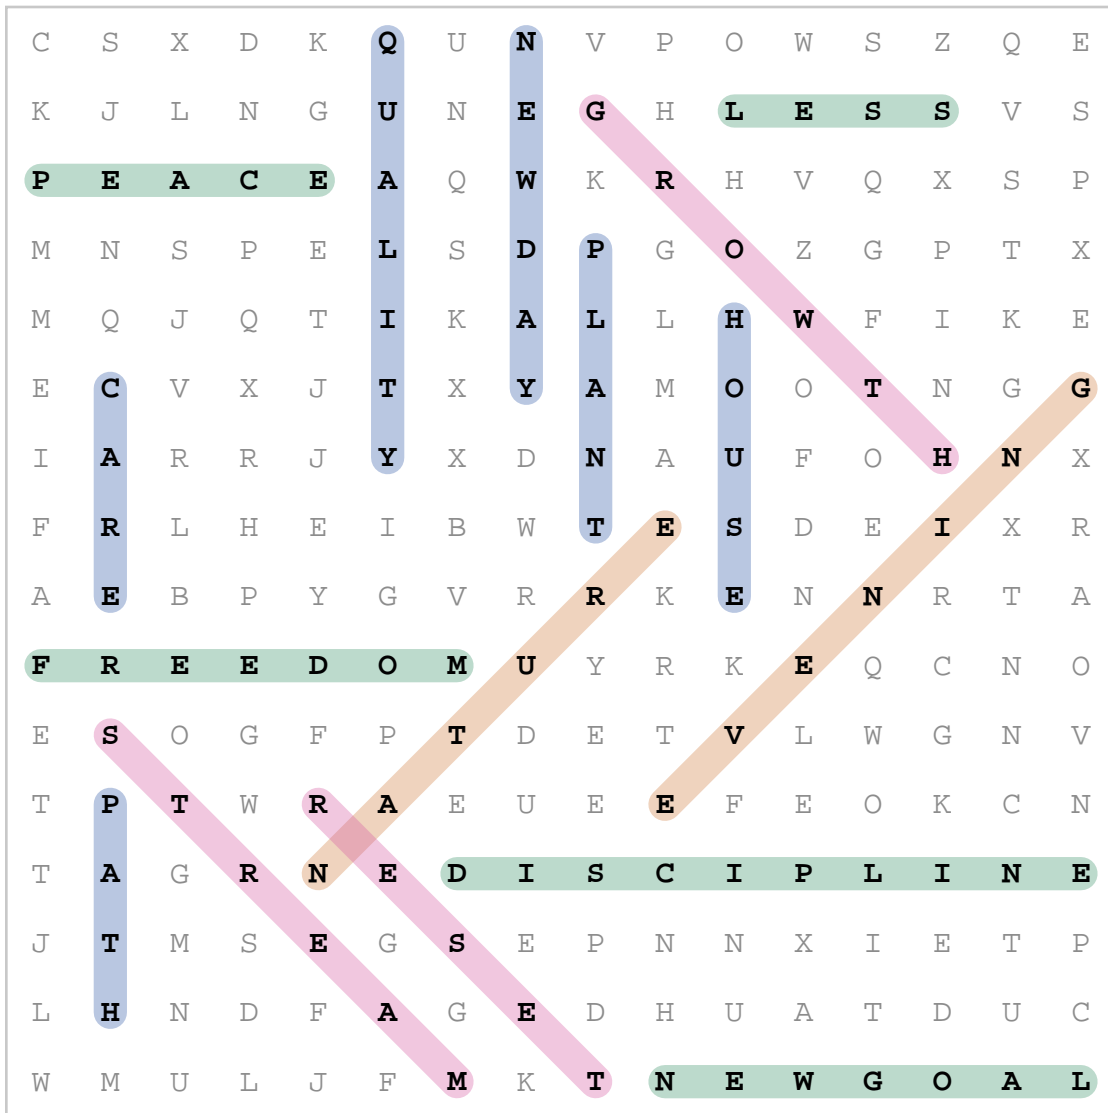 C S X D K Q U N V P O W S Z Q E
K J L N G U N E G H L E S S V S
P E A C E A Q W K R H V Q X S P
M N S P E L S D P G O Z G P T X
M Q J Q T I K A L L H W F I K E
E C V X J T X Y A M O O T N G G
I A R R J Y X D N A U F O H N X
F R L H E I B W T E S D E I X R
A E B P Y G V R R K E N N R T A
F R E E D O M U Y R K E Q C N O
E S O G F P T D E T V L W G N V
T P T W R A E U E E F E O K C N
T A G R N E D I S C I P L I N E
J T M S E G S E P N N X I E T P
L H N D F A G E D H U A T D U C
W M U L J F M K T N E W G O A L